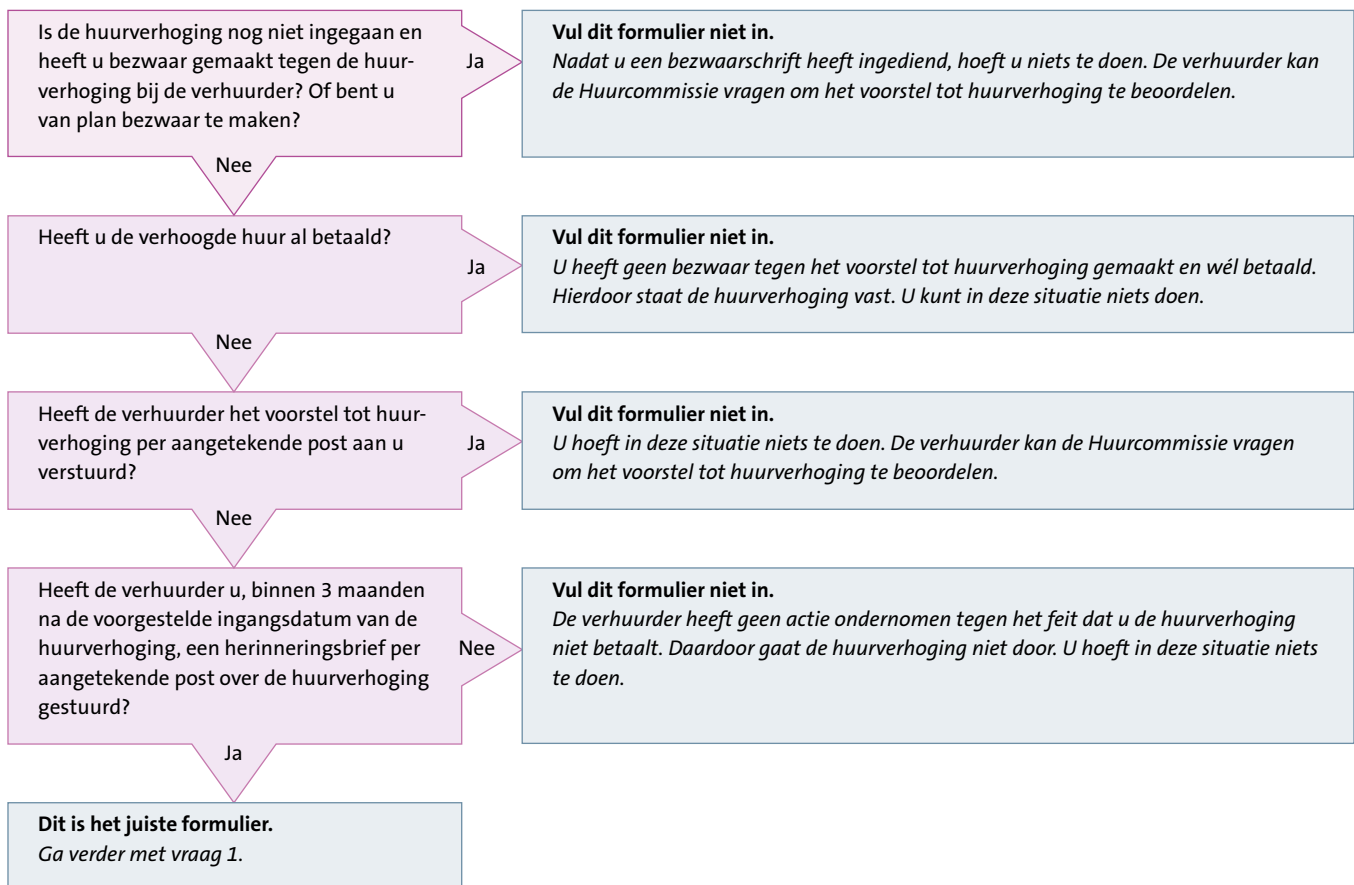 Is de huurverhoging nog niet ingegaan en
heeft u bezwaar gemaakt tegen de huur-
verhoging bij de verhuurder? Of bent u
van plan bezwaar te maken?
Ja
Vul dit formulier niet in.
Nadat u een bezwaarschrift heeft ingediend, hoeft u niets te doen. De verhuurder kan
de Huurcommissie vragen om het voorstel tot huurverhoging te beoordelen.
Nee
Heeft u de verhoogde huur al betaald?
Ja
Vul dit formulier niet in.
U heeft geen bezwaar tegen het voorstel tot huurverhoging gemaakt en wél betaald.
Hierdoor staat de huurverhoging vast. U kunt in deze situatie niets doen.
Nee
Heeft de verhuurder het voorstel tot huur-
verhoging per aangetekende post aan u
verstuurd?
Ja
Vul dit formulier niet in.
U hoeft in deze situatie niets te doen. De verhuurder kan de Huurcommissie vragen
om het voorstel tot huurverhoging te beoordelen.
Nee
Heeft de verhuurder u, binnen 3 maanden
na de voorgestelde ingangsdatum van de
huurverhoging, een herinneringsbrief per
aangetekende post over de huurverhoging
gestuurd?
Nee
Vul dit formulier niet in.
De verhuurder heeft geen actie ondernomen tegen het feit dat u de huurverhoging
niet betaalt. Daardoor gaat de huurverhoging niet door. U hoeft in deze situatie niets
te doen.
Ja
Dit is het juiste formulier.
Ga verder met vraag 1.